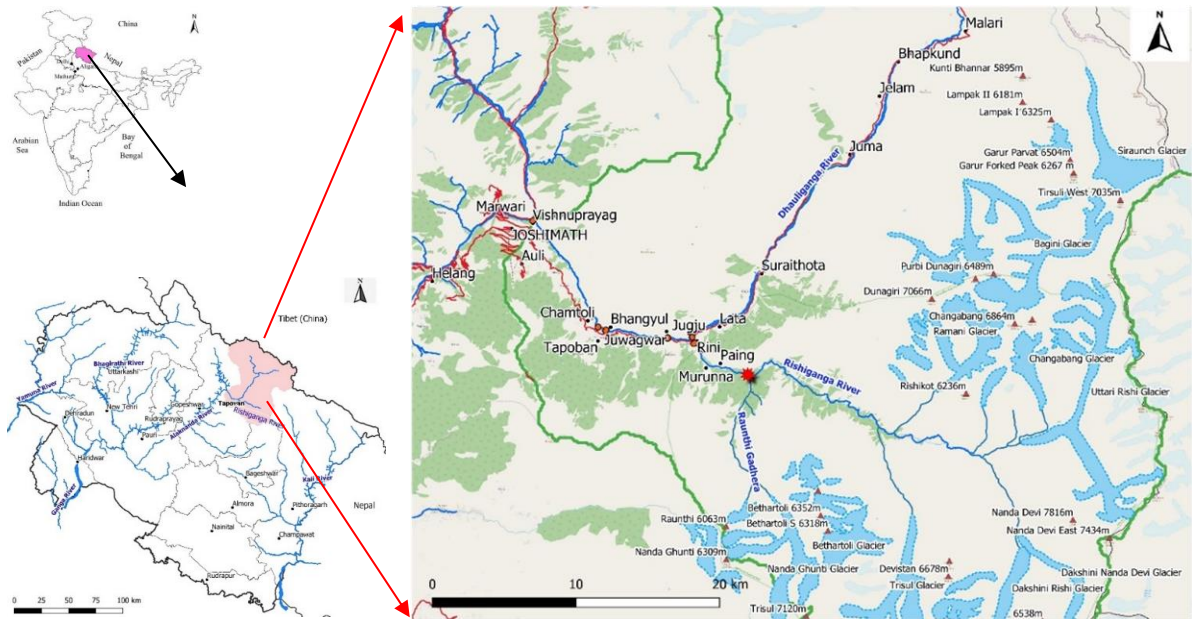 China
N
Pakistan
Nepal
Delhi
Mathura
Arabian
Sea
Bay
of
Bengal
Indian Ocean
N
Tibet (China)
Bhagirathi River
Uttarkashi
Yamuna River
Dehradun
New Tehri
Rudraprayag
Gopeshwar
Tapovan
Rishiganga River
Alaknanda River
Pauri
Haridwar
Ganga River
Bageshwar
Kali River
Almora
Pithoragarh
Nepal
Nainital
Champawat
Rudrapur
0 25 50 75 100 km
N
Malari
Bhapkund
Kunti Bhannar 5895m
Jelam
Lampak II 6181m
Lampak I 6325m
Juma
Garur Parvat 6504m
Garur Forked Peak 6267 m
Siraunch Glacier
Tirsuli West 7035m
Dhauliganga River
Marwari
Vishnuprayag
JOSHIMATH
Auli
Helang
Bagini Glacier
Suraithota
Purbi Dunagiri 6489m
Dunagiri 7066m
Chamtoli
Bhangyul
Jugju
Lata
Changabang 6864m
Ramani Glacier
Tapoban
Juwagwar
Rini
Paing
Changabang Glacier
Murunna
Rishiganga River
Rishikot 6236m
Uttari Rishi Glacier
Raunthi Gadhera
Bethartoli 6352m
Raunthi 6063m
Bethartoli S 6318m
Nanda Devi 7816m
Nanda Devi East 7434m
Bethartoli Glacier
Nanda Ghunti 6309m
Nanda Ghunti Glacier
Devistan 6678m
Dakshini Nanda Devi Glacier
Trisul Glacier
Dakshini Rishi Glacier
0 10 20 km
Trisul 7120m
6538m